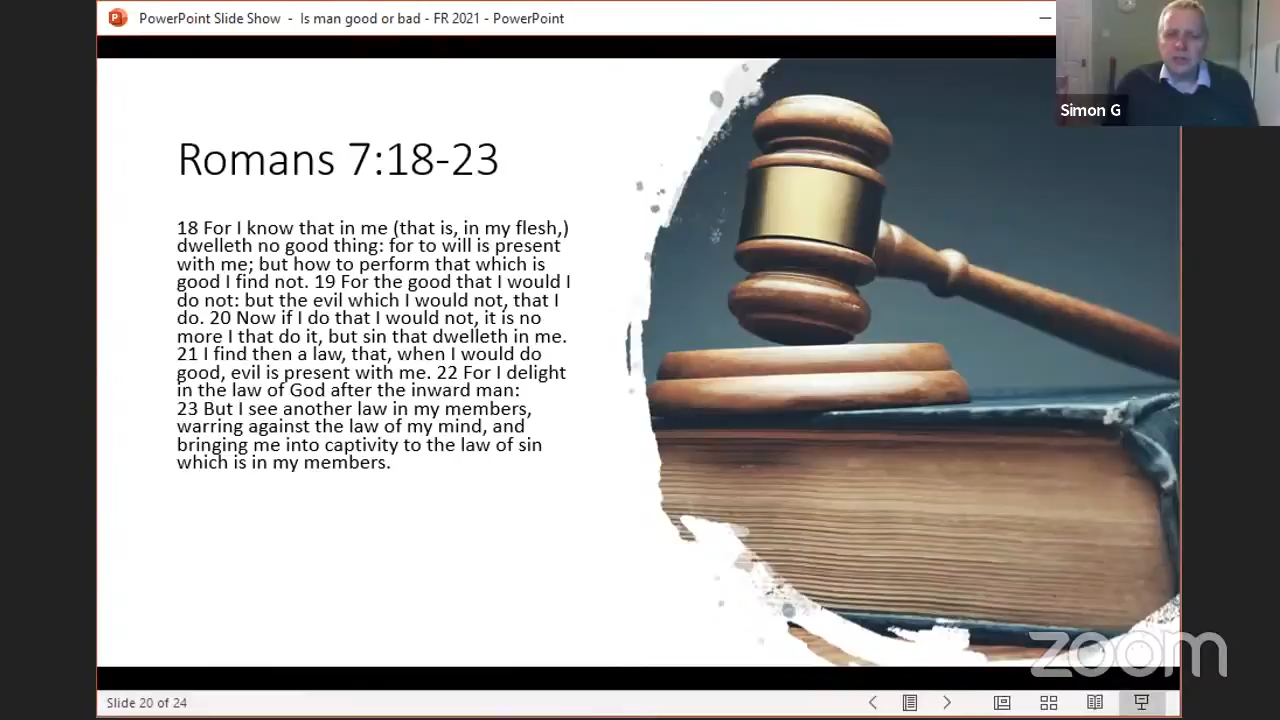 PowerPoint Slide Show - Is man good or bad - FR 2021 - PowerPoint
Simon G
Romans 7:18-23
18 For I know that in me (that is, in my flesh,)
dwelleth no good thing: for to will is present
with me; but how to perform that which is
good I find not. 19 For the good that I would I
do not: but the evil which I would not, that I
do. 20 Now if I do that I would not, it is no
more I that do it, but sin that dwelleth in me.
21 I find then a law, that, when I would do
good, evil is present with me. 22 For I delight
in the law of God after the inward man:
23 But I see another law in my members,
warring against the law of my mind, and
bringing me into captivity to the law of sin
which is in my members.
zoom
Slide 20 of 24